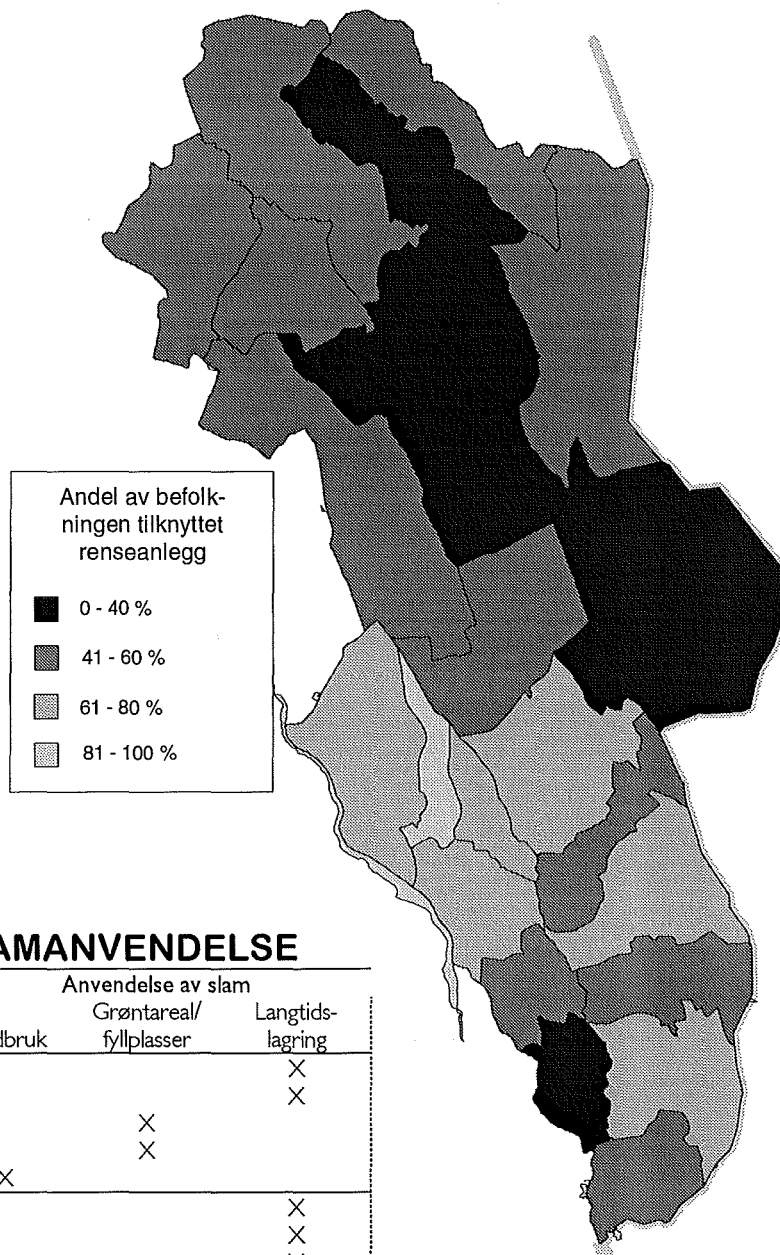 Andel av befolk-
ningen tilknyttet
renseanlegg
0 - 40 %
41 - 60 %
61 - 80 %
81 - 100 %
AMANVENDELSE
Anvendelse av slam
Grøntareal/ Langtids-
dbruk fyllplasser lagring
X
X
X
X
X
X
X